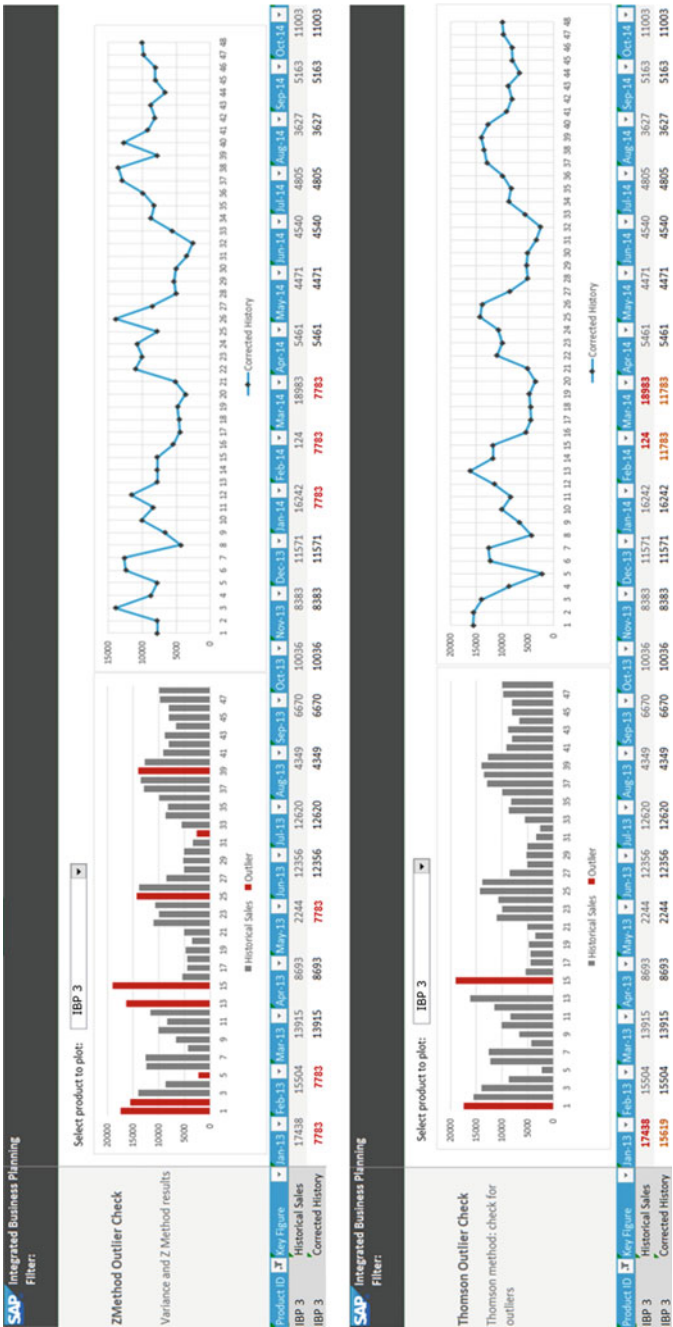 SAP Integrated Business Planning
Filter:
ZMethod Outlier Check
Variance and Z Method results
Select product to plot:
IBP 3
20000
15000
10000
5000
0
1 3 5 7 9 11 13 15 17 19 21 23 25 27 29 31 33 35 37 39 41 43 45 47
Historical Sales Outlier
15000
10000
5000
0
1 2 3 4 5 6 7 8 9 10 11 12 13 14 15 16 17 18 19 20 21 22 23 24 25 26 27 28 29 30 31 32 33 34 35 36 37 38 39 40 41 42 43 44 45 46 47 48
Corrected History
Product ID Key Figure Jan-13 Feb-13 Mar-13 Apr-13 May-13 Jun-13 Jul-13 Aug-13 Sep-13 Oct-13 Nov-13 Dec-13 Jan-14 Feb-14 Mar-14 Apr-14 May-14 Jun-14 Jul-14 Aug-14 Sep-14 Oct-14
IBP 3 Historical Sales 17438 15504 13915 8693 2244 12356 12620 4349 6670 10036 8383 11571 16242 124 18983 5461 4471 4540 4805 3627 5163 11003
IBP 3 Corrected History 7783 7783 13915 8693 7783 12356 12620 4349 6670 10036 8383 11571 7783 7783 7783 5461 4471 4540 4805 3627 5163 11003
SAP Integrated Business Planning
Filter:
Thomson Outlier Check
Thomson method: check for
outliers
Select product to plot:
IBP 3
20000
15000
10000
5000
0
1 3 5 7 9 11 13 15 17 19 21 23 25 27 29 31 33 35 37 39 41 43 45 47
Historical Sales Outlier
20000
15000
10000
5000
0
1 2 3 4 5 6 7 8 9 10 11 12 13 14 15 16 17 18 19 20 21 22 23 24 25 26 27 28 29 30 31 32 33 34 35 36 37 38 39 40 41 42 43 44 45 46 47 48
Corrected History
Product ID Key Figure Jan-13 Feb-13 Mar-13 Apr-13 May-13 Jun-13 Jul-13 Aug-13 Sep-13 Oct-13 Nov-13 Dec-13 Jan-14 Feb-14 Mar-14 Apr-14 May-14 Jun-14 Jul-14 Aug-14 Sep-14 Oct-14
IBP 3 Historical Sales 17438 15504 13915 8693 2244 12356 12620 4349 6670 10036 8383 11571 16242 124 18983 5461 4471 4540 4805 3627 5163 11003
IBP 3 Corrected History 15619 15504 13915 8693 2244 12356 12620 4349 6670 10036 8383 11571 16242 11783 11783 5461 4471 4540 4805 3627 5163 11003